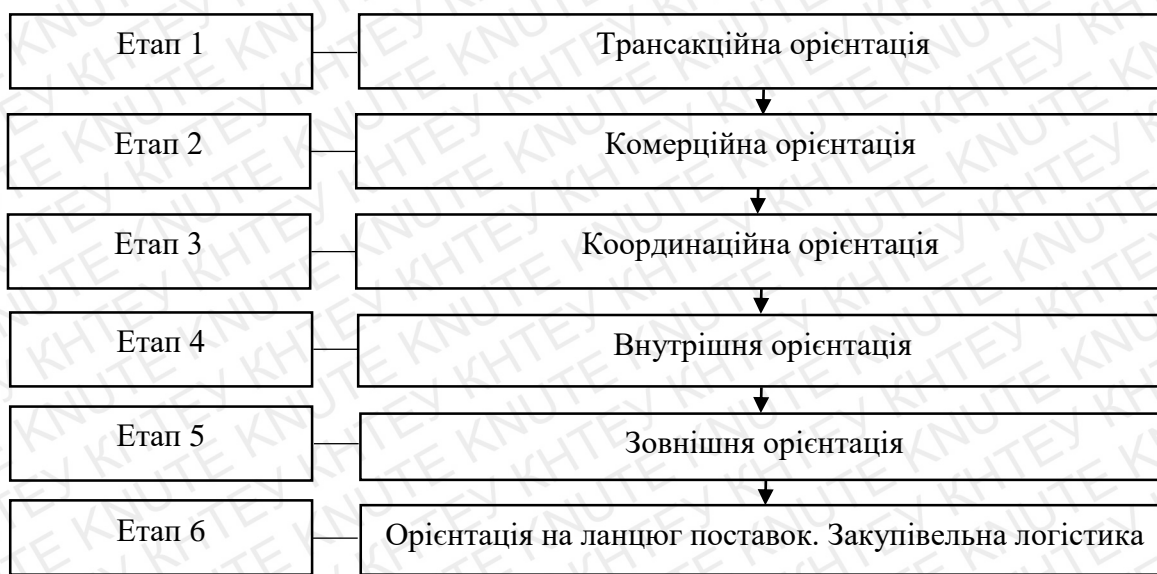 Етап 1
Трансакційна орієнтація
Етап 2
Комерційна орієнтація
Етап 3
Координаційна орієнтація
Етап 4
Внутрішня орієнтація
Етап 5
Зовнішня орієнтація
Етап 6
Орієнтація на ланцюг поставок. Закупівельна логістика